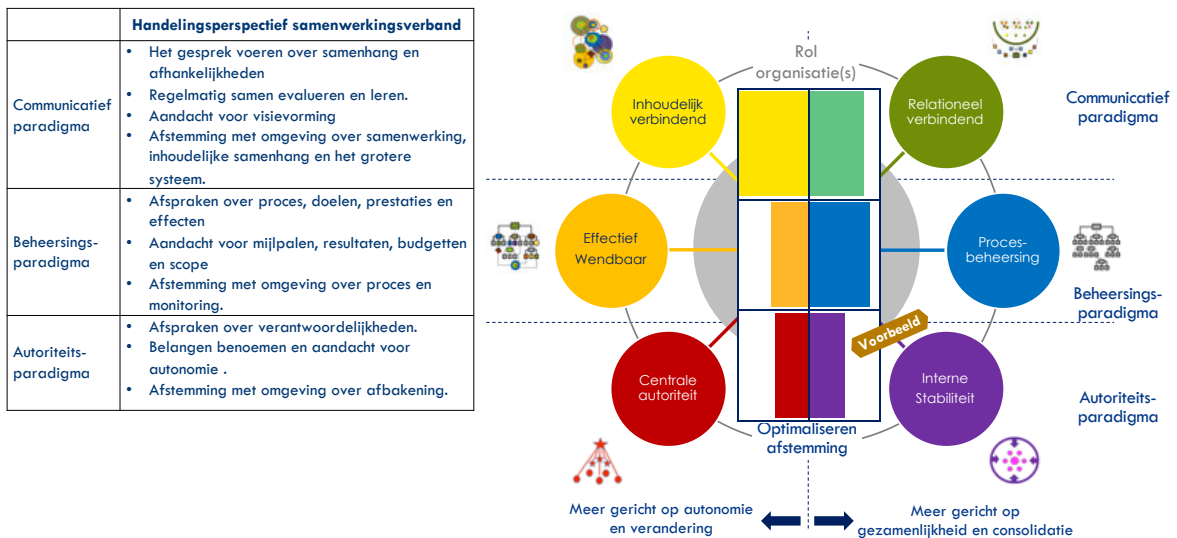 Handelingsperspectief samenwerkingsverband
Communicatief
paradigma
• Het gesprek voeren over samenhang en
afhankelijkheden
• Regelmatig samen evalueren en leren.
• Aandacht voor visievorming
• Afstemming met omgeving over samenwerking,
inhoudelijke samenhang en het grotere
systeem.
Beheersings-
paradigma
• Afspraken over proces, doelen, prestaties en
effecten
• Aandacht voor mijlpalen, resultaten, budgetten
en scope
• Afstemming met omgeving over proces en
monitoring.
Autoriteits-
paradigma
• Afspraken over verantwoordelijkheden.
• Belangen benoemen en aandacht voor
autonomie .
• Afstemming met omgeving over afbakening.
Rol
organisatie(s)
Inhoudelijk
verbindend
Relationeel
verbindend
Communicatief
paradigma
Effectief
Wendbaar
Proces-
beheersing
Beheersings-
paradigma
Voorbeeld
Centrale
autoriteit
Interne
Stabiliteit
Autoriteits-
paradigma
Optimaliseren
afstemming
Meer gericht op autonomie
en verandering
Meer gericht op
gezamenlijkheid en consolidatie